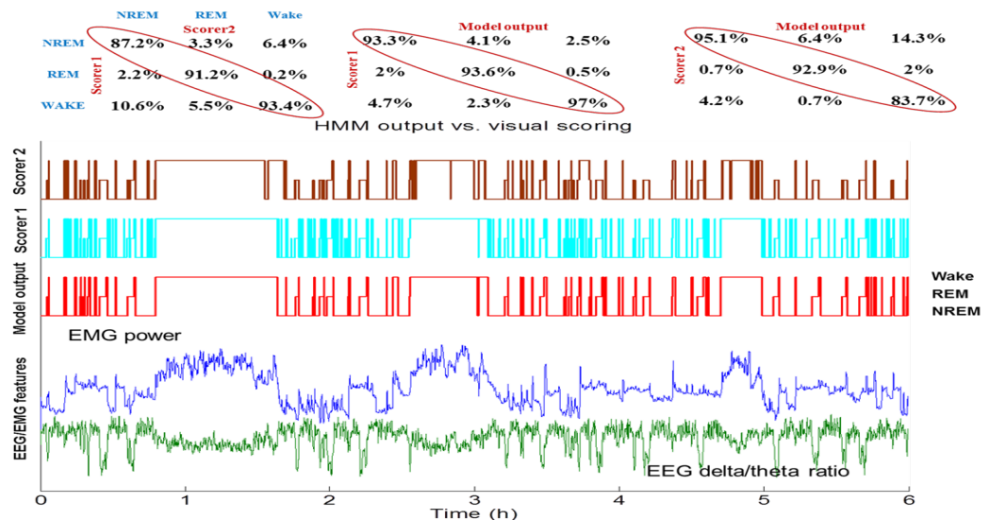 NREM REM Wake
Scorer2
NREM 87.2% 3.3% 6.4%
Scorer 1
REM 2.2% 91.2% 0.2%
WAKE 10.6% 5.5% 93.4%
Model output
93.3% 4.1% 2.5%
Scorer 1
2% 93.6% 0.5%
4.7% 2.3% 97%
Model output
95.1% 6.4% 14.3%
Scorer 2
0.7% 92.9% 2%
4.2% 0.7% 83.7%
HMM output vs. visual scoring
Scorer 2
Scorer 1
Model output
Wake
REM
NREM
EMG power
EEG/EMG features
EEG delta/theta ratio
0 1 2 3 4 5 6
Time (h)